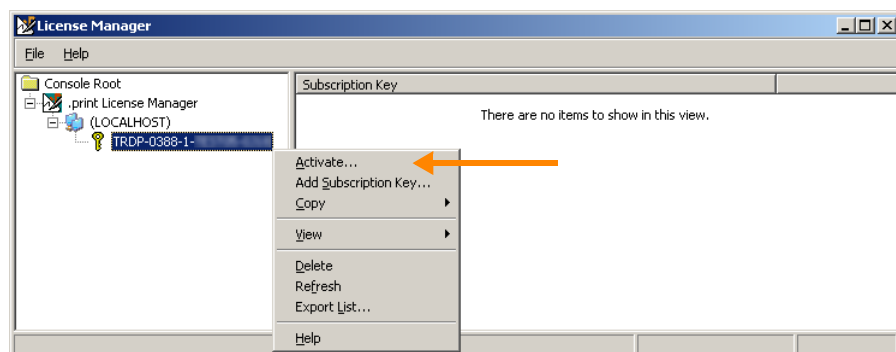 License Manager
File Help
Console Root
.print License Manager
(LOCALHOST)
TRDP-0388-1-
Subscription Key
There are no items to show in this view.
Activate...
Add Subscription Key...
Copy
View
Delete
Refresh
Export List...
Help